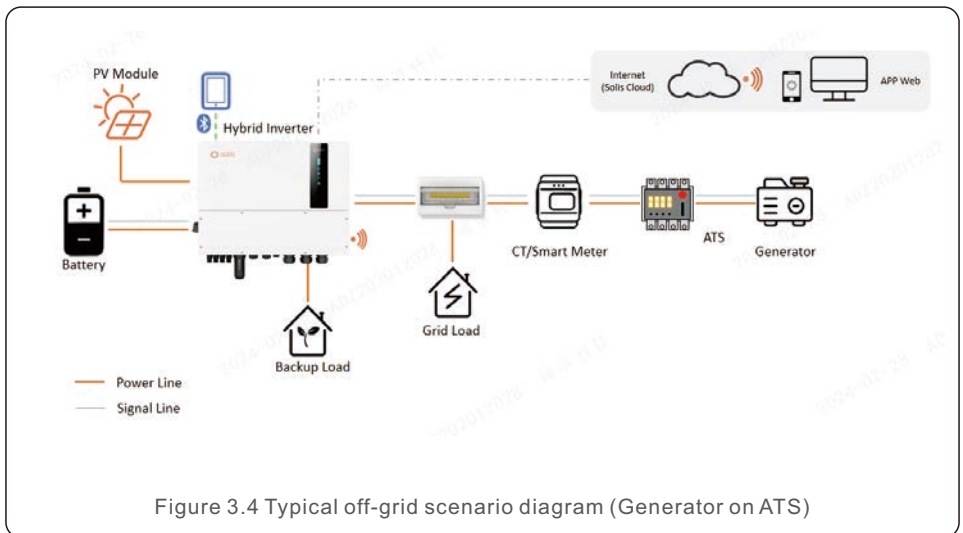 PV Module
Hybrid Inverter
Internet
(Solis Cloud)
APP Web
Battery
CT/Smart Meter
ATS
Generator
Grid Load
Backup Load
Power Line
Signal Line
Figure 3.4 Typical off-grid scenario diagram (Generator on ATS)